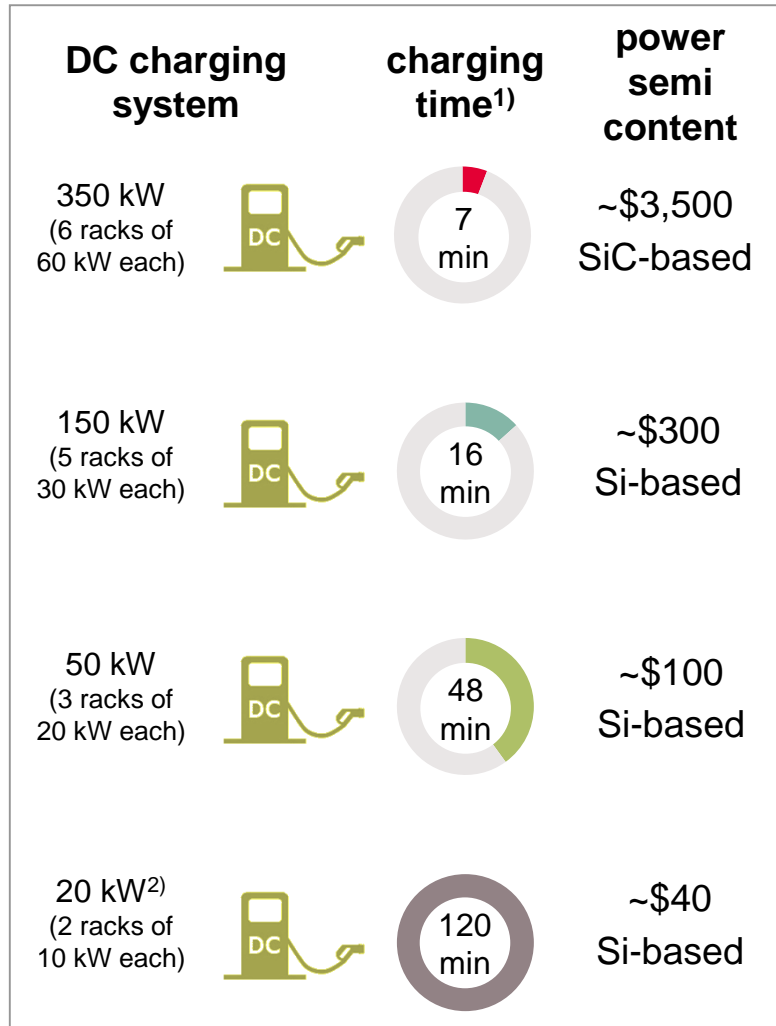 DC charging
system
charging
time1)
power
semi
content
350 kW
(6 racks of
60 kW each)
DC
7
min
~$3,500
SiC-based
150 kW
(5 racks of
30 kW each)
DC
16
min
~$300
Si-based
50 kW
(3 racks of
20 kW each)
DC
48
min
~$100
Si-based
20 kW2)
(2 racks of
10 kW each)
DC
120
min
~$40
Si-based